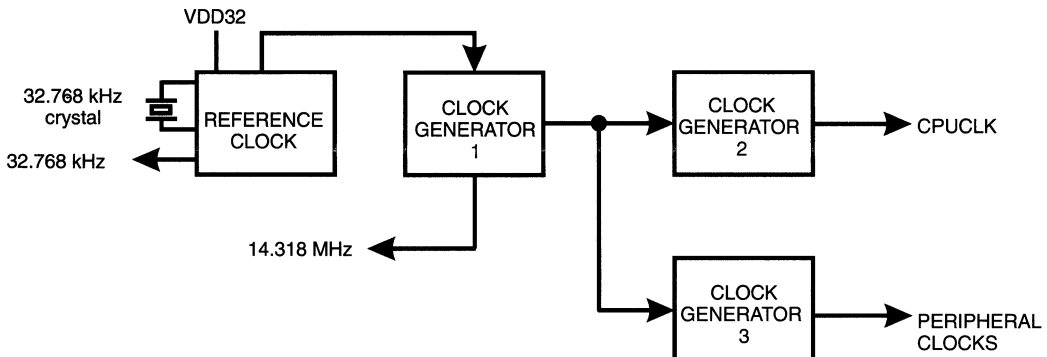 VDD32
32.768 kHz
crystal
REFERENCE
CLOCK
32.768 kHz
CLOCK
GENERATOR
1
14.318 MHz
CLOCK
GENERATOR
2
CPUCLK
CLOCK
GENERATOR
3
PERIPHERAL
CLOCKS